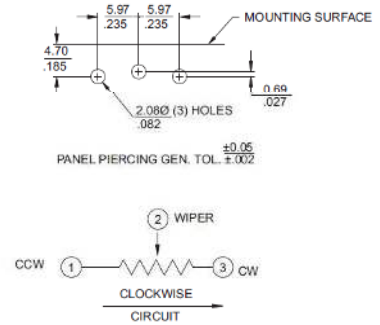 5.97 5.97
.235 .235
MOUNTING SURFACE
4.70
.185
0.69
.027
2.08Ø (3) HOLES
.082
±0.05
PANEL PIERCING GEN. TOL. ±.002
2 WIPER
CCW 1 3 CW
CLOCKWISE
CIRCUIT